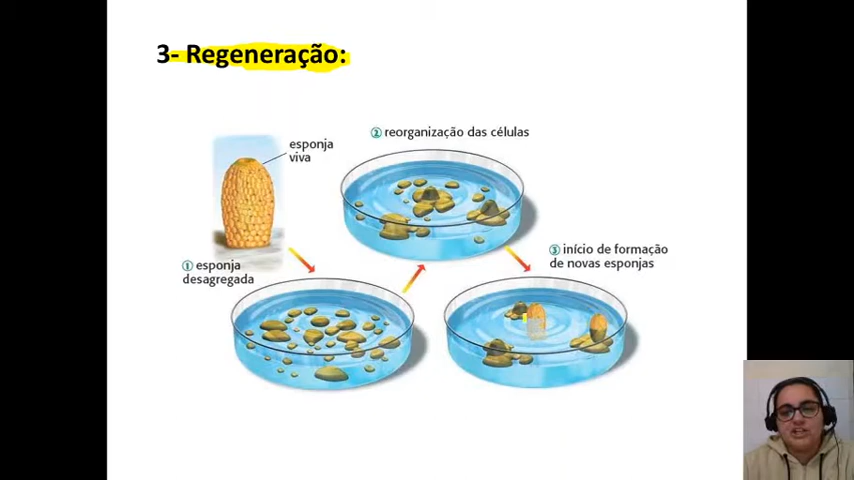 3- Regeneração:
esponja
viva
① esponja
desagregada
② reorganização das células
③ início de formação
de novas esponjas